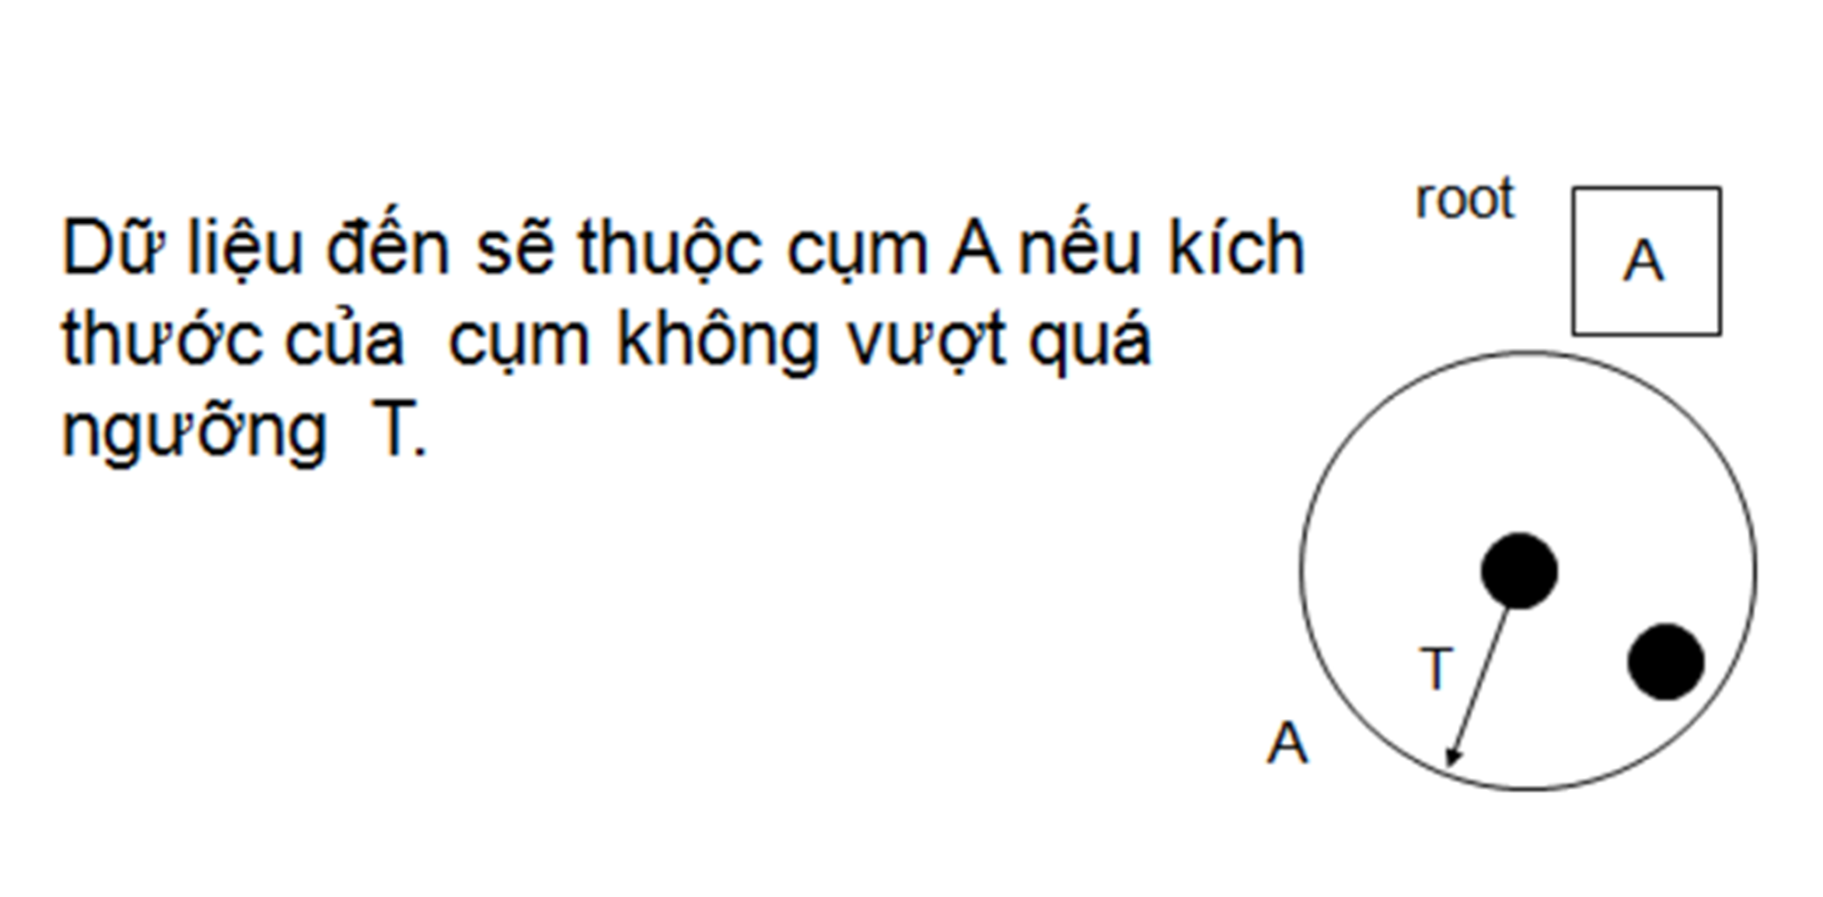 Dữ liệu đến sẽ thuộc cụm A nếu kích
thước của cụm không vượt quá
ngưỡng T.
root
A
T
A